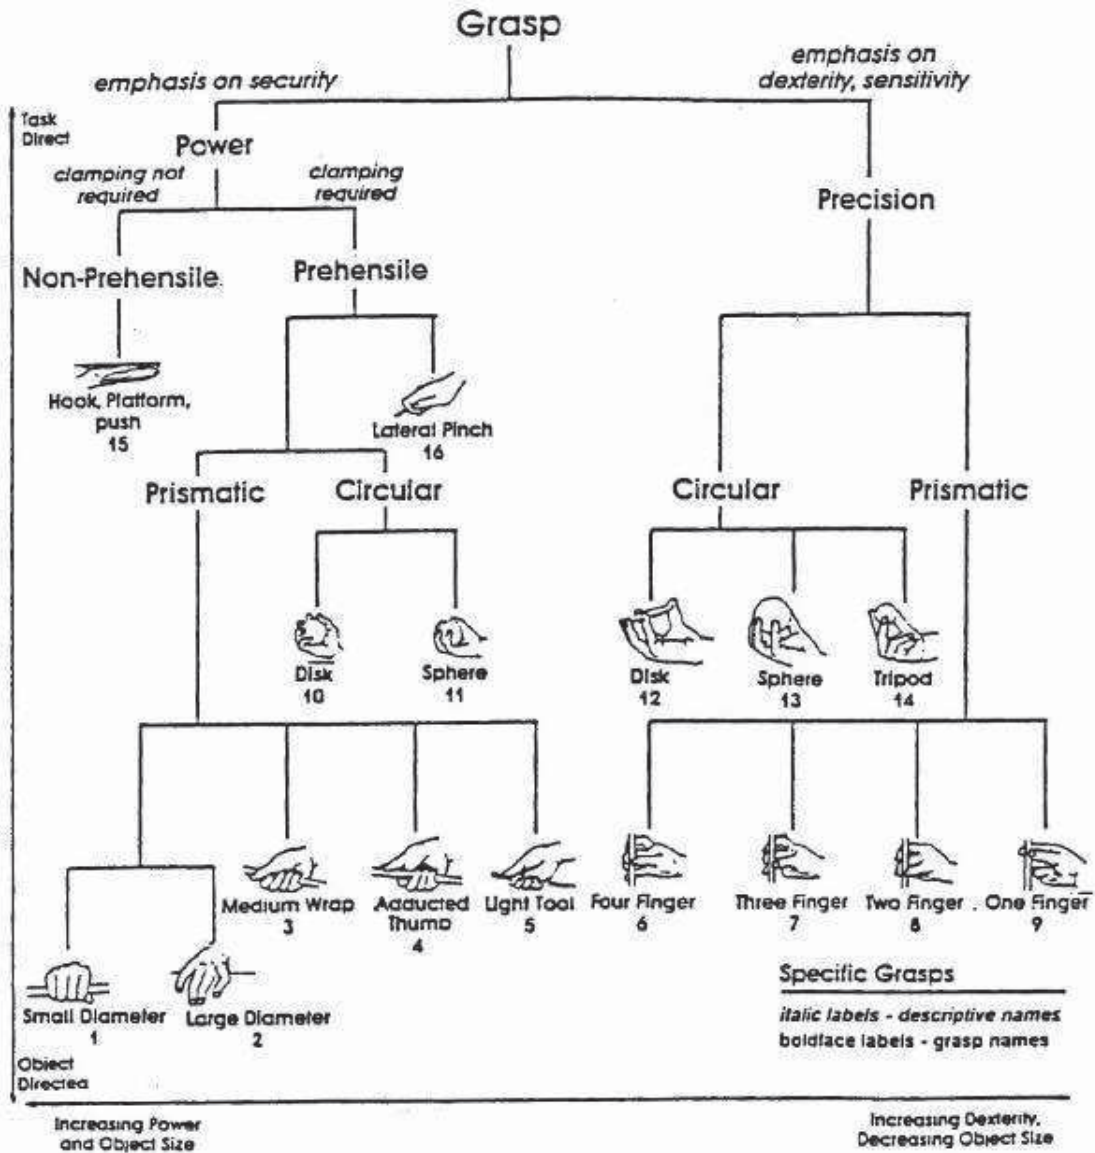 Grasp
emphasis on security
emphasis on
dexterity, sensitivity
Task
Direct
Power
clamping not
required
clamping
required
Precision
Non-Prehensile
Prehensile
Hook, Platform,
push
15
Lateral Pinch
16
Prismatic
Circular
Circular
Prismatic
Disk
10
Sphere
11
Disk
12
Sphere
13
Tripod
14
Medium Wrap
3
Adducted
Thumb
4
Light Tool
5
Four Finger
6
Three Finger
7
Two Finger
8
One Finger
9
Small Diameter
1
Large Diameter
2
Specific Grasps
italic labels - descriptive names
boldface labels - grasp names
Object
Directed
Increasing Power
and Object Size
Increasing Dexterity,
Decreasing Object Size